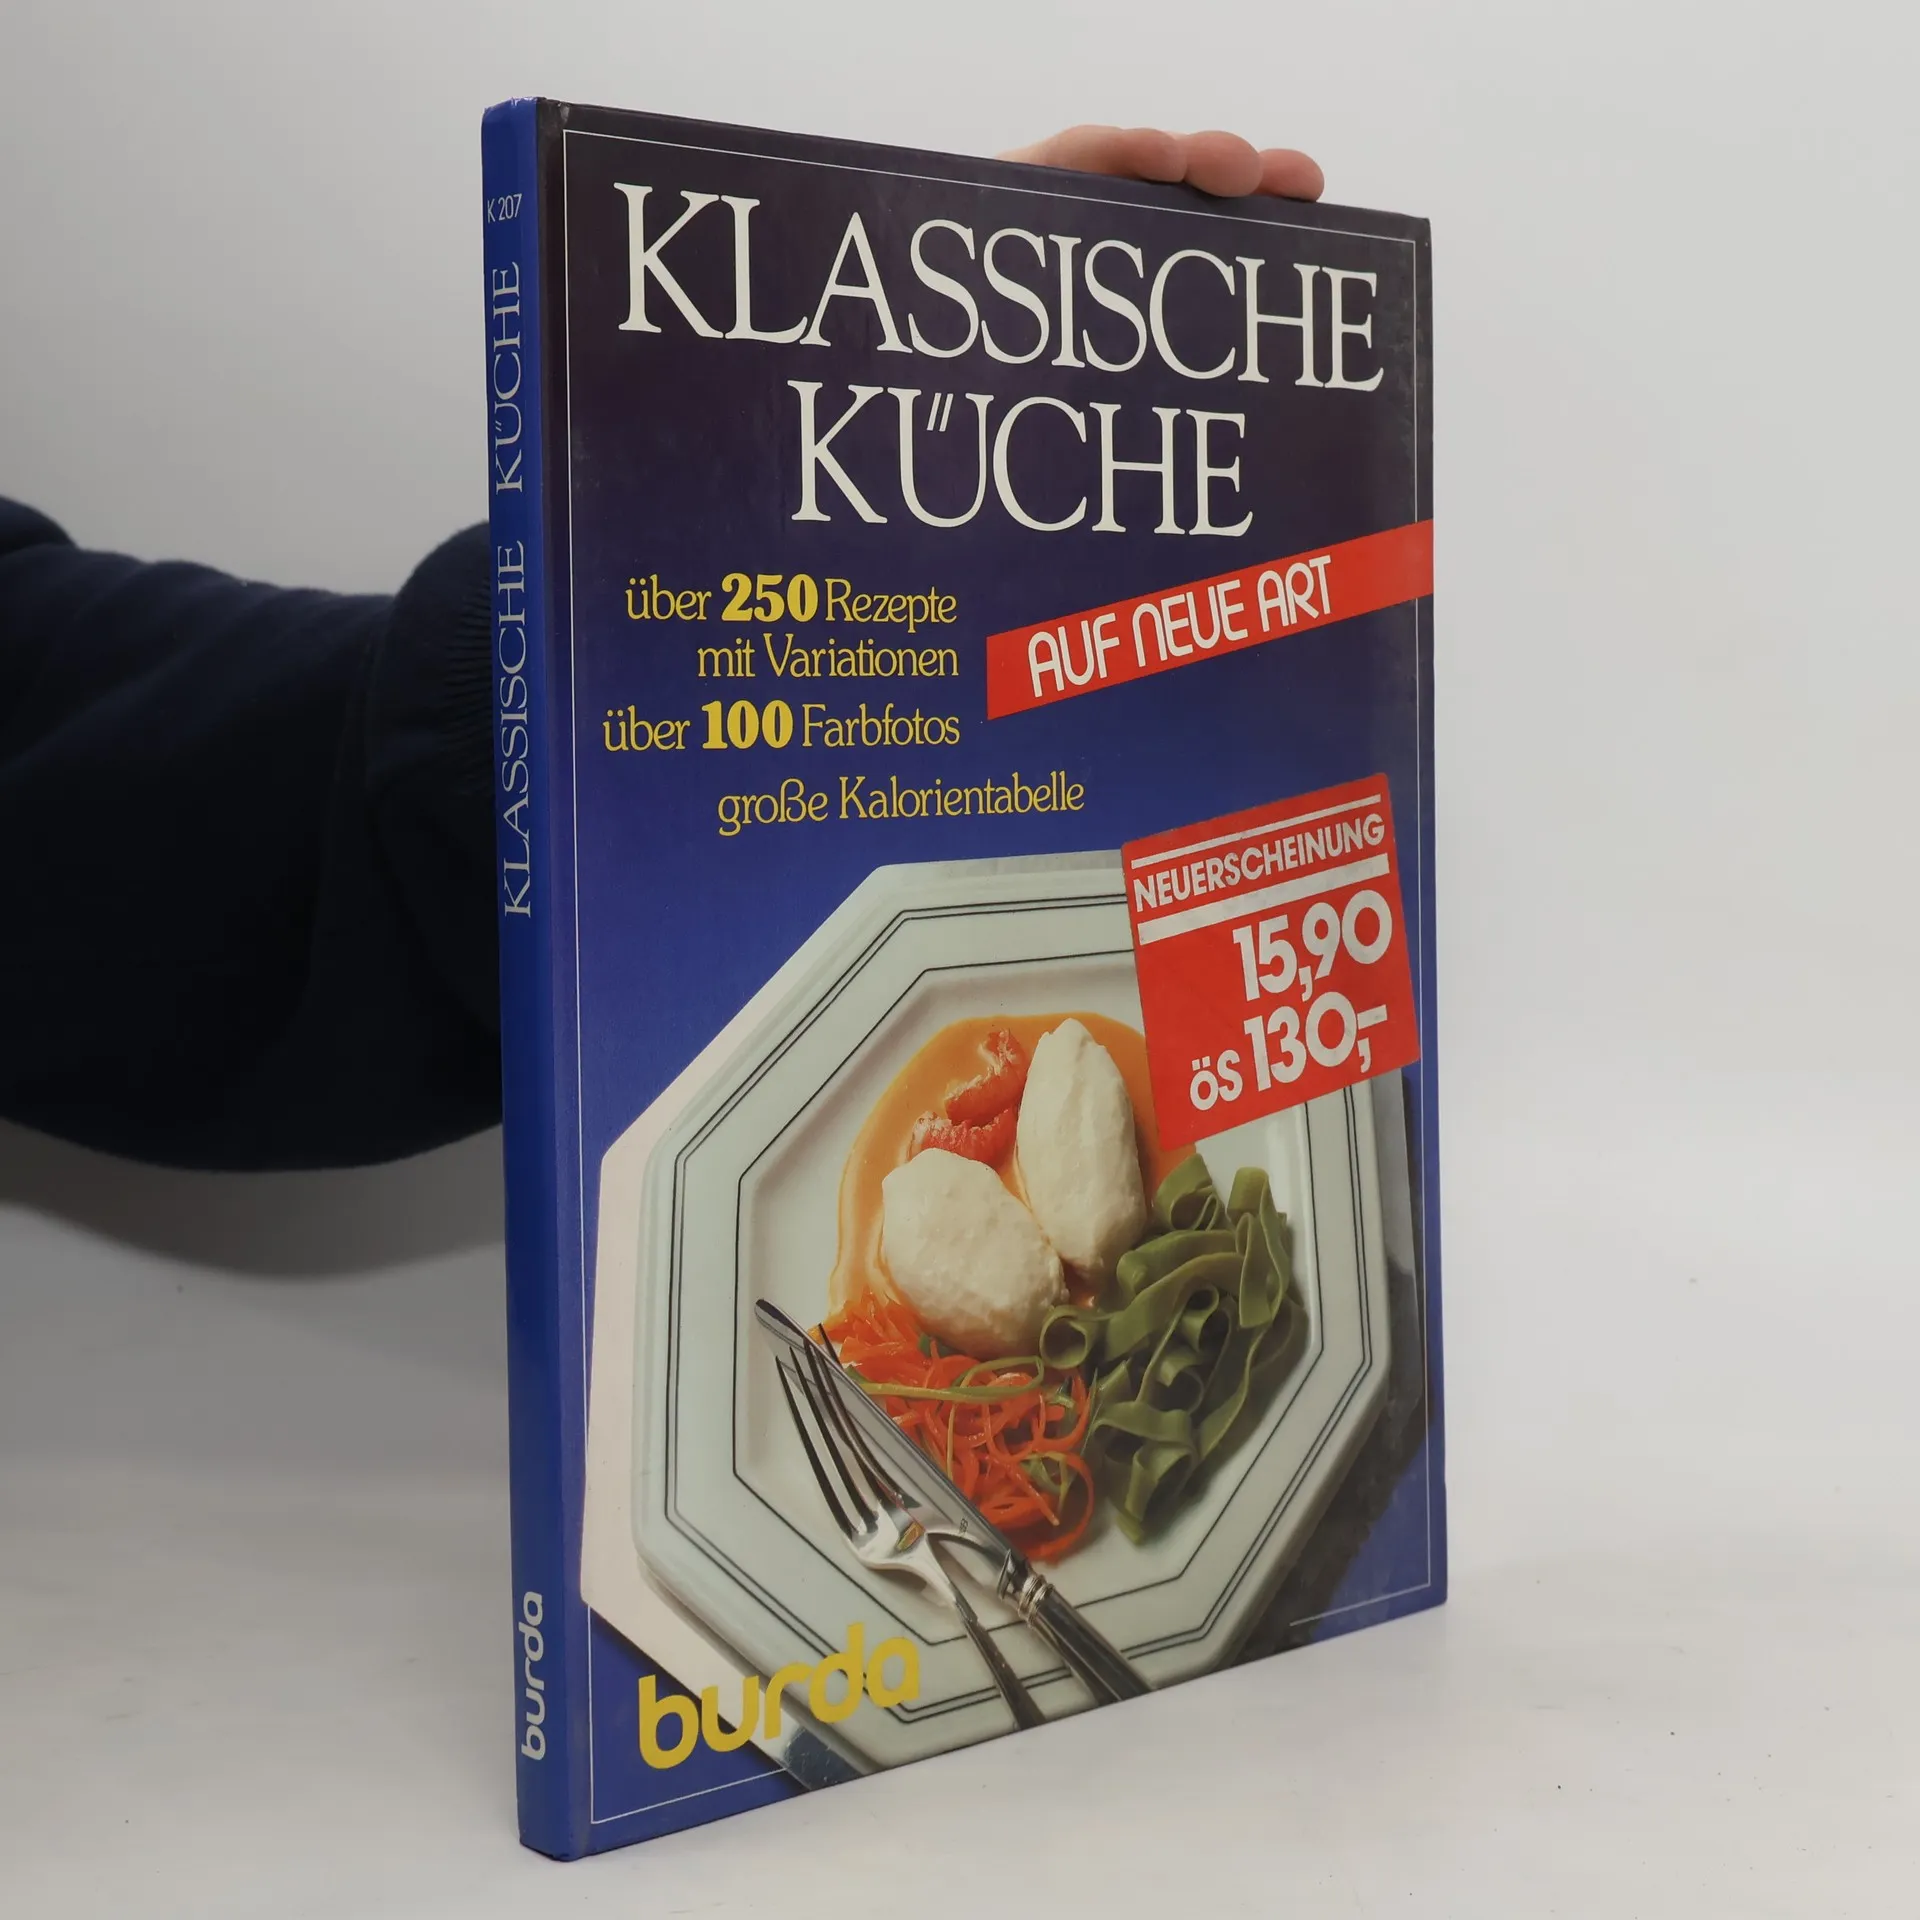 K 207
KLASSISCHE KÜCHE
burda
KLASSISCHE
KÜCHE
AUF NEUE ART
über 250 Rezepte
mit Variationen
über 100 Farbfotos
große Kalorientabelle
NEUERSCHEINUNG
15,90
öS 130,-
burda